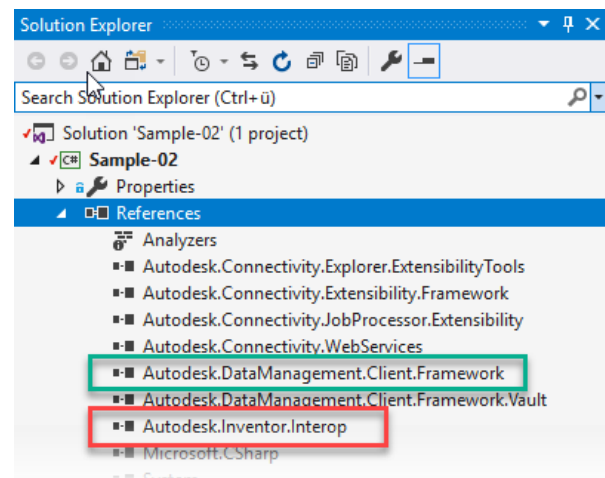 Solution Explorer
Search Solution Explorer (Ctrl+ü)
Solution 'Sample-02' (1 project)
C# Sample-02
Properties
References
Analyzers
Autodesk.Connectivity.Explorer.ExtensibilityTools
Autodesk.Connectivity.Extensibility.Framework
Autodesk.Connectivity.JobProcessor.Extensibility
Autodesk.Connectivity.WebServices
Autodesk.DataManagement.Client.Framework
Autodesk.DataManagement.Client.Framework.Vault
Autodesk.Inventor.Interop
Microsoft.CSharp
System